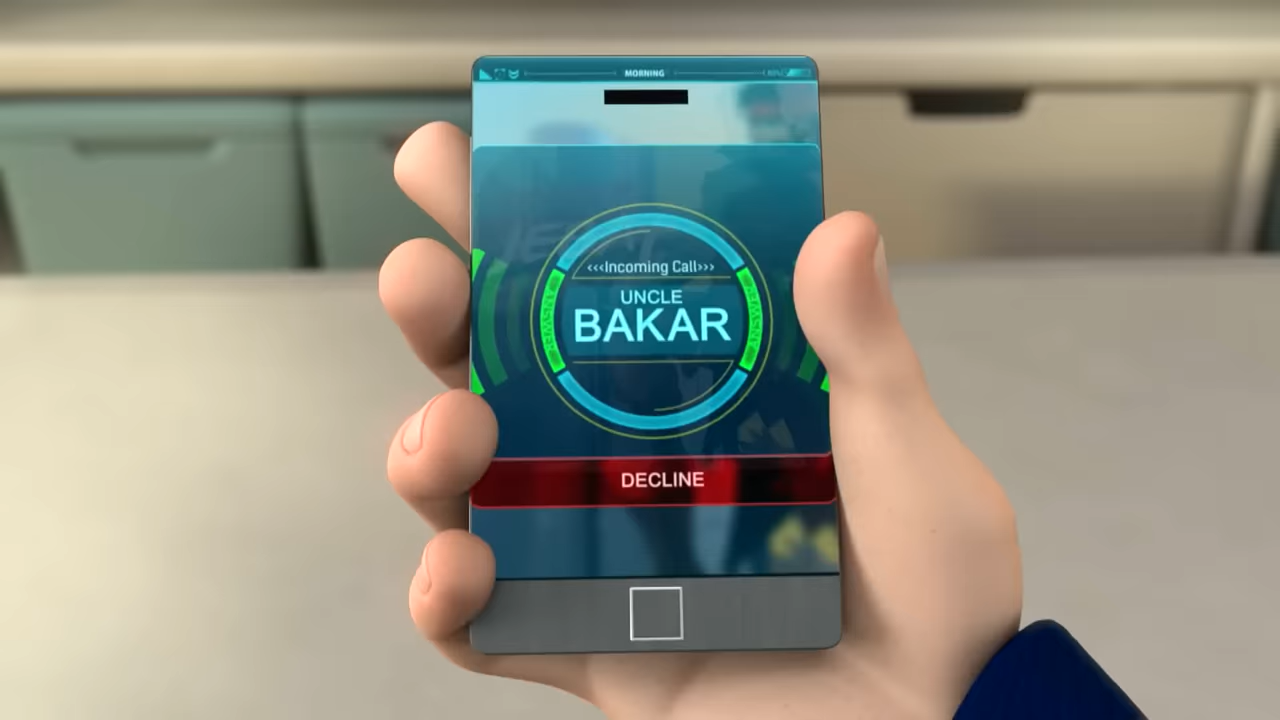 MORNING
<<<Incoming Call>>>
UNCLE
BAKAR
DECLINE